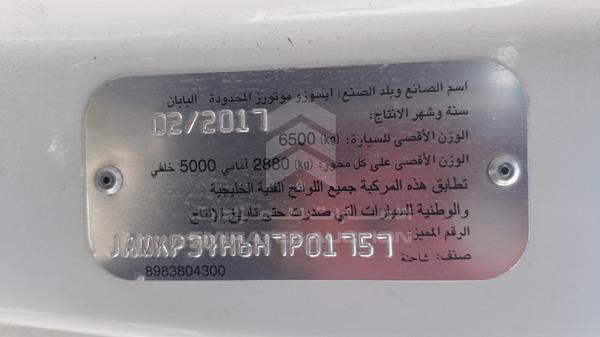 اسم الصانع وبلد الصنع: ايسوزو موتورز المحدودة اليابان
سنة وشهر الانتاج: 02/2017
الوزن الأقصى للسيارة: 6500 (kg)
الوزن الأقصى على كل محور: (kg) 2880 أمامي 5000 خلفي
تطابق هذه المركبة جميع اللوائح الفنية الخليجية
والوطنية للسيارات التي صدرت حتى تاريخ الإنتاج
الرقم المميز: JAMKP34H6H7P01757
صنف: شاحنة
8983804300